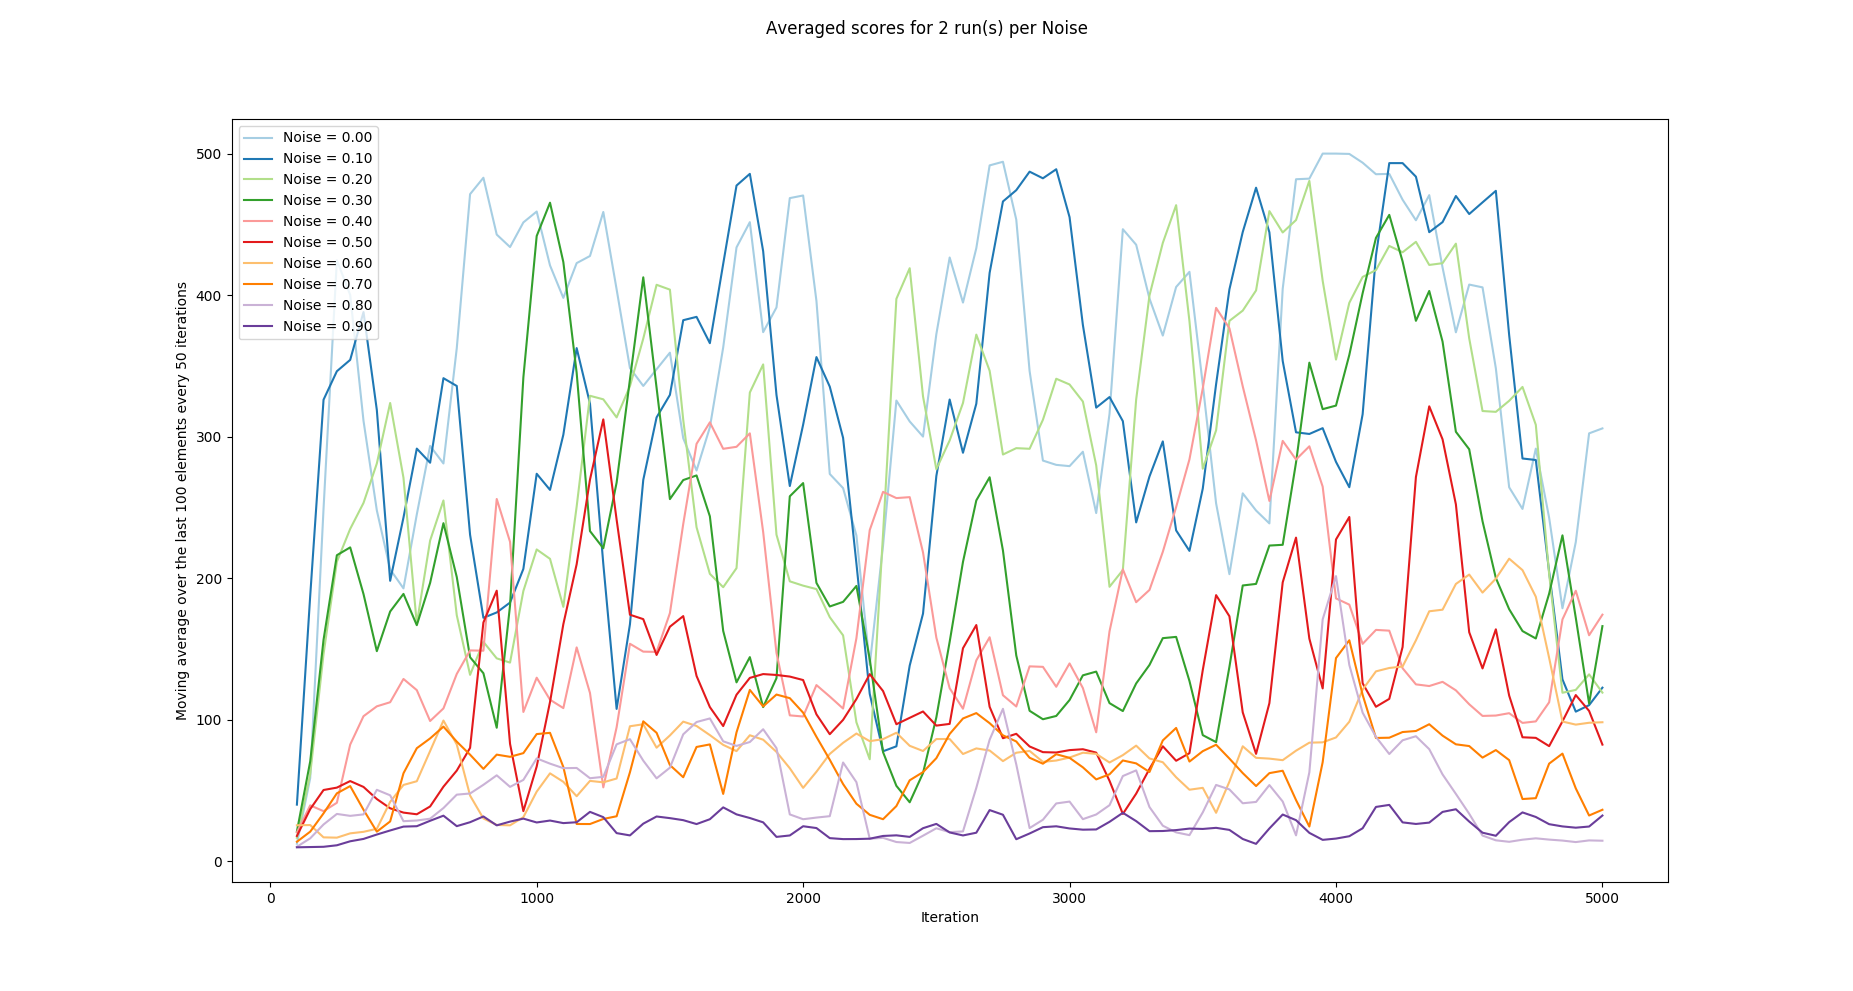 Averaged scores for 2 run(s) per Noise
Noise = 0.00
Noise = 0.10
Noise = 0.20
Noise = 0.30
Noise = 0.40
Noise = 0.50
Noise = 0.60
Noise = 0.70
Noise = 0.80
Noise = 0.90
Moving average over the last 100 elements every 50 iterations
500
400
300
200
100
0
0 1000 2000 3000 4000 5000
Iteration